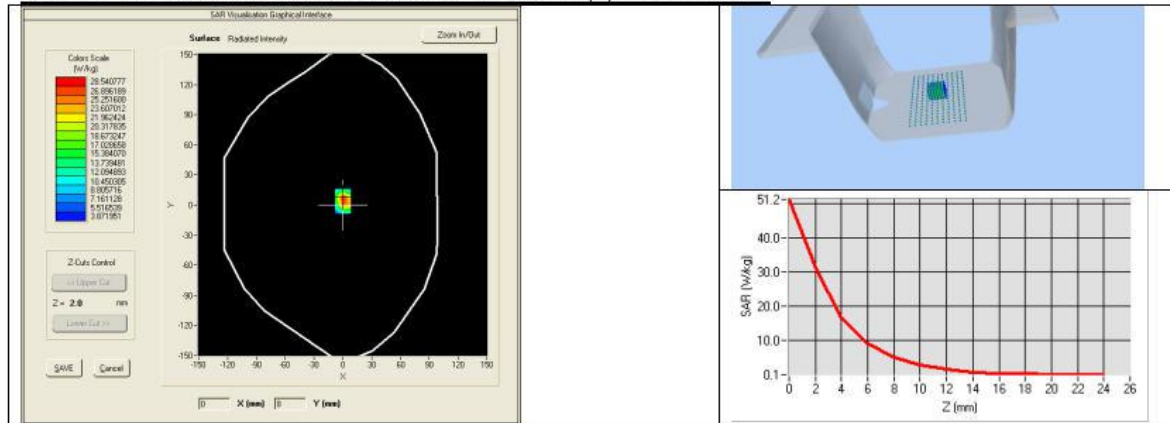 SAR Visualisation Graphical Interface
Surface Radiated Intensity
Zoom In/Out
Colors Scale
(W/kg)
28.540777
26.896189
25.251600
23.607012
21.962424
20.317835
18.673247
17.028658
15.384070
13.739481
12.094893
10.450305
8.805716
7.161128
5.516539
3.871951
Z-Cuts Control
<< Upper Cut
Z = 2.0 mm
Lower Cut >>
SAVE Cancel
150
120
90
60
30
0
-30
-60
-90
-120
-150
Y
-150 -120 -90 -60 -30 0 30 60 90 120 150
X
0 X (mm) 0 Y (mm)
51.2
40.0
30.0
20.0
10.0
0.1
SAR (W/kg)
0 2 4 6 8 10 12 14 16 18 20 22 24 26
Z (mm)